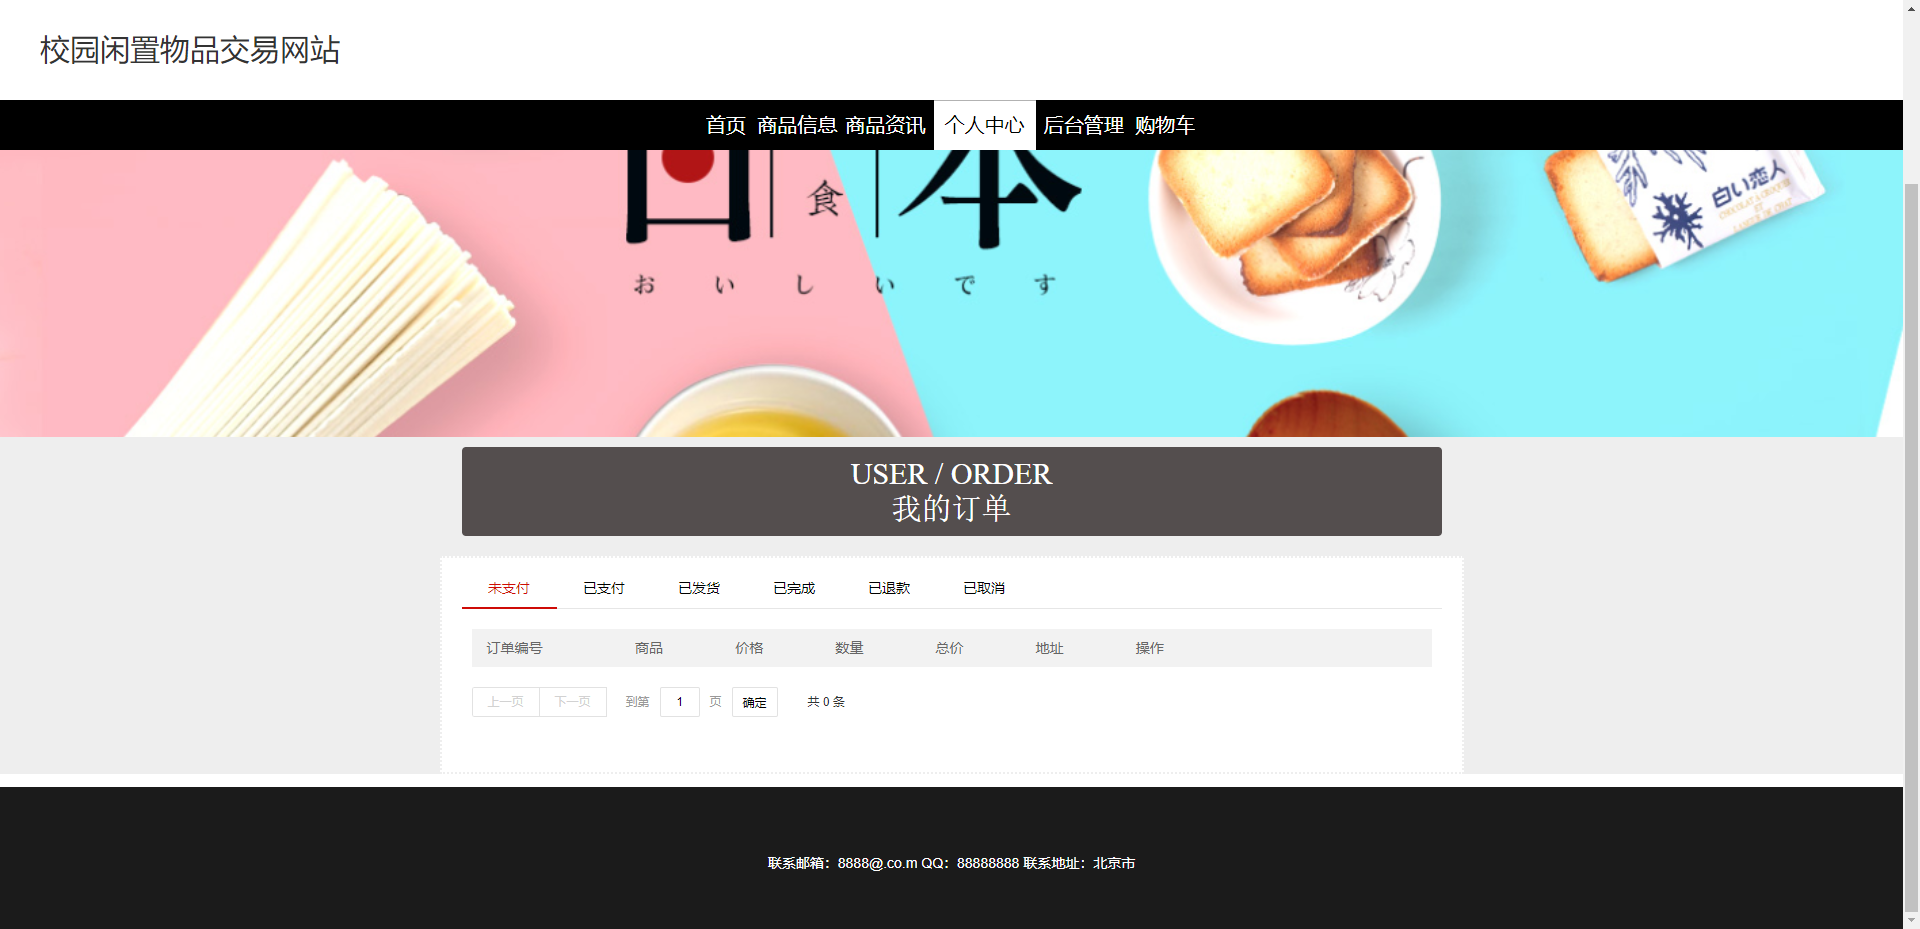 校园闲置物品交易网站
首页 商品信息 商品资讯 个人中心 后台管理 购物车
日 食 本
おいしいです
白い恋人
CHOCOLAT & CROQUEE
ET
LANGUE DE CHAT
USER / ORDER
我的订单
未支付 已支付 已发货 已完成 已退款 已取消
订单编号 商品 价格 数量 总价 地址 操作
上一页 下一页 到第 1 页 确定 共 0 条
联系邮箱：8888@.co.m QQ：88888888 联系地址：北京市